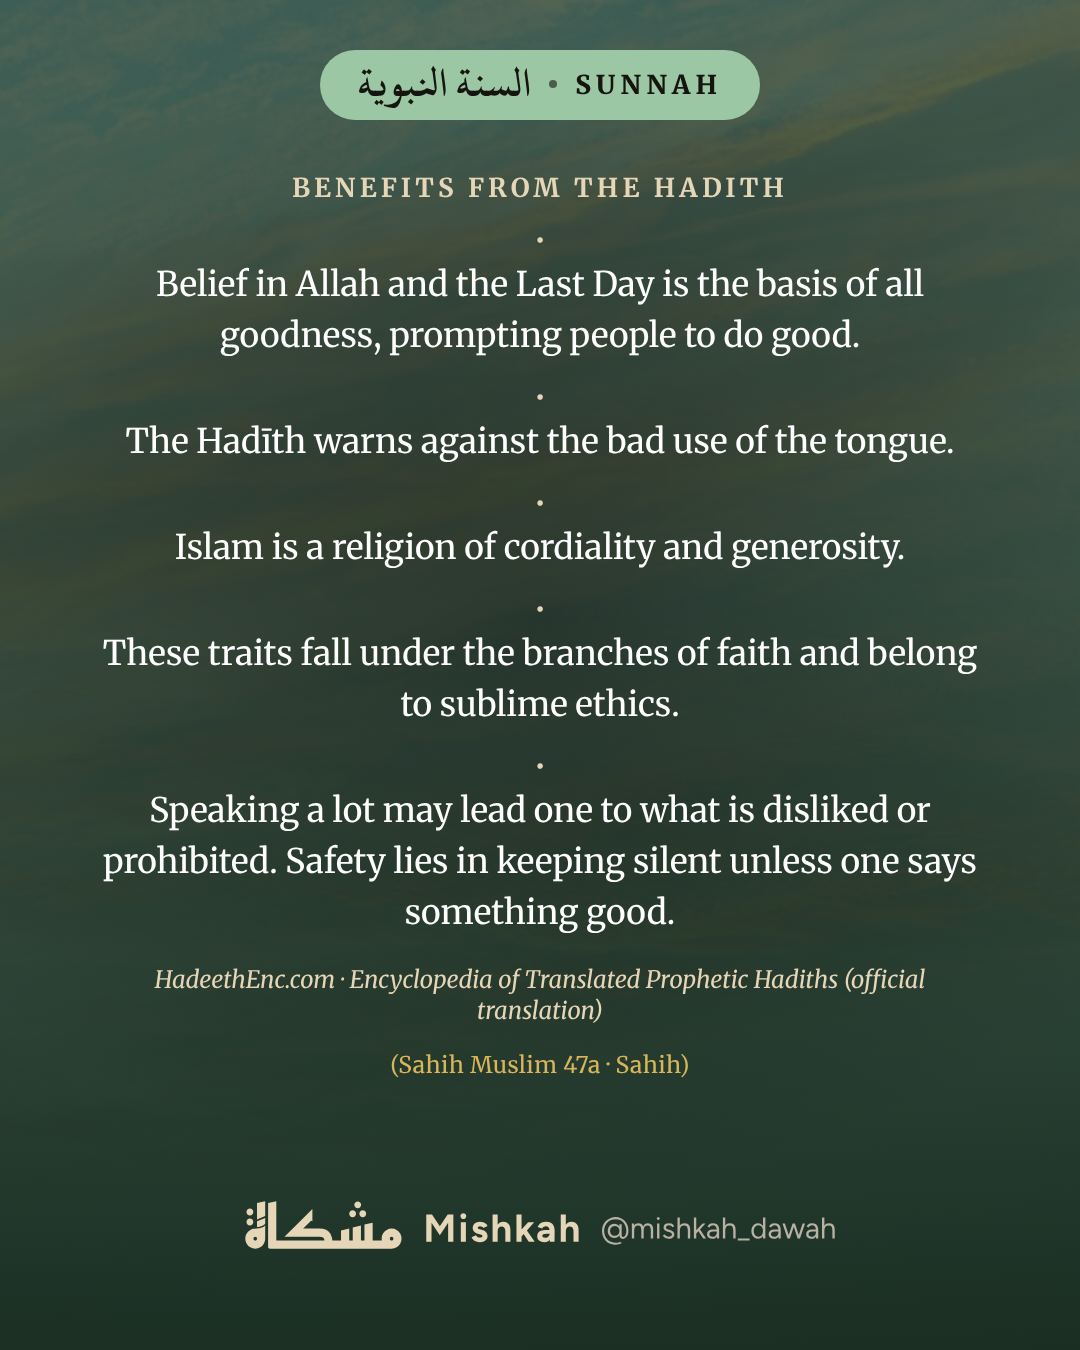 السنة النبوية • SUNNAH
BENEFITS FROM THE HADITH
·
Belief in Allah and the Last Day is the basis of all
goodness, prompting people to do good.
·
The Hadīth warns against the bad use of the tongue.
·
Islam is a religion of cordiality and generosity.
·
These traits fall under the branches of faith and belong
to sublime ethics.
·
Speaking a lot may lead one to what is disliked or
prohibited. Safety lies in keeping silent unless one says
something good.
HadeethEnc.com · Encyclopedia of Translated Prophetic Hadiths (official
translation)
(Sahih Muslim 47a · Sahih)
مشكاة Mishkah @mishkah_dawah